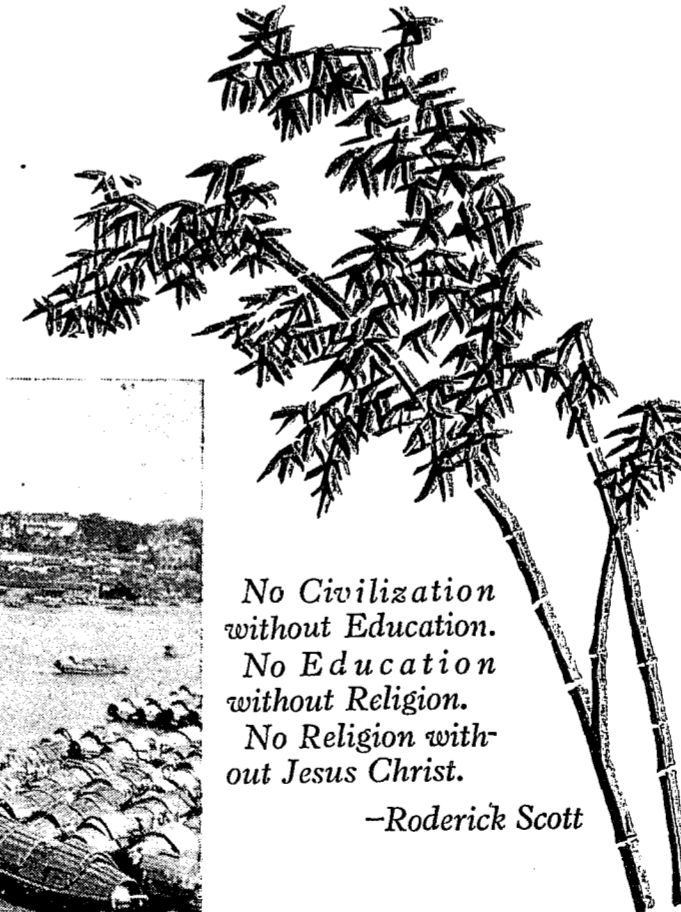 No Civilization
without Education.
No Education
without Religion.
No Religion with-
out Jesus Christ.
–Roderick Scott